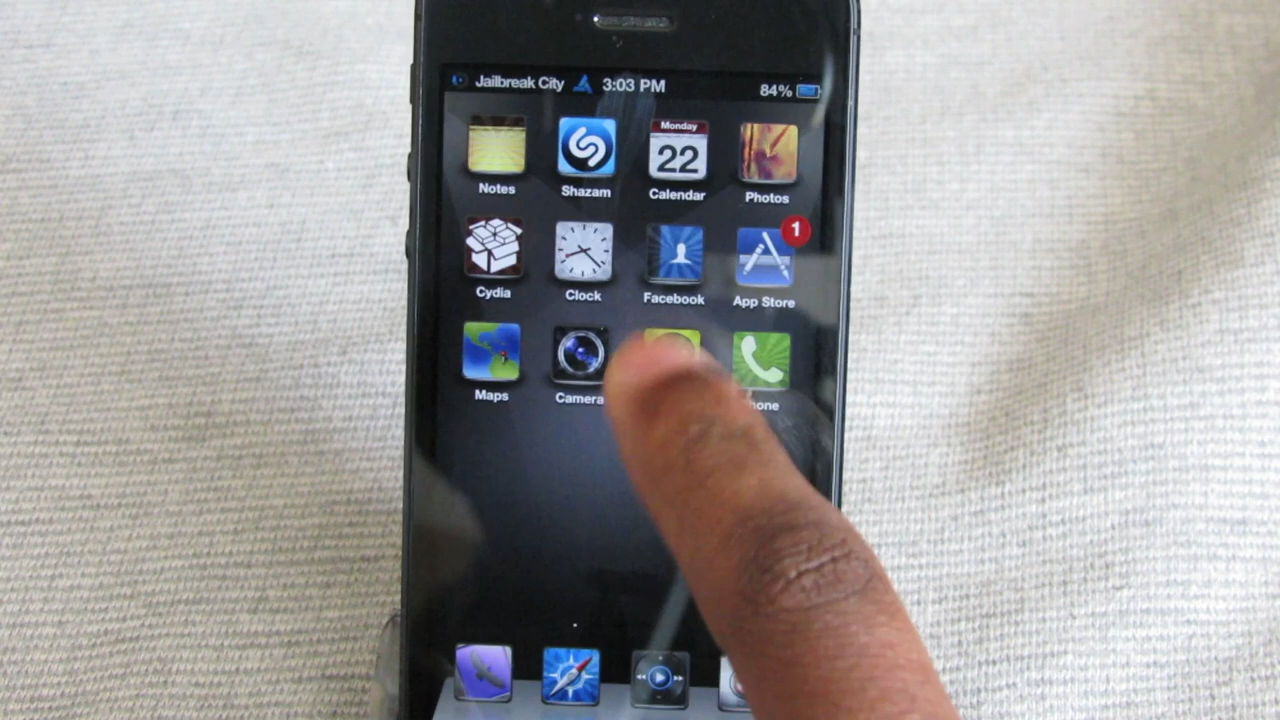 Jailbreak City 3:03 PM 84%
Monday
22
Notes Shazam Calendar Photos
1
Cydia Clock Facebook App Store
Maps Camera